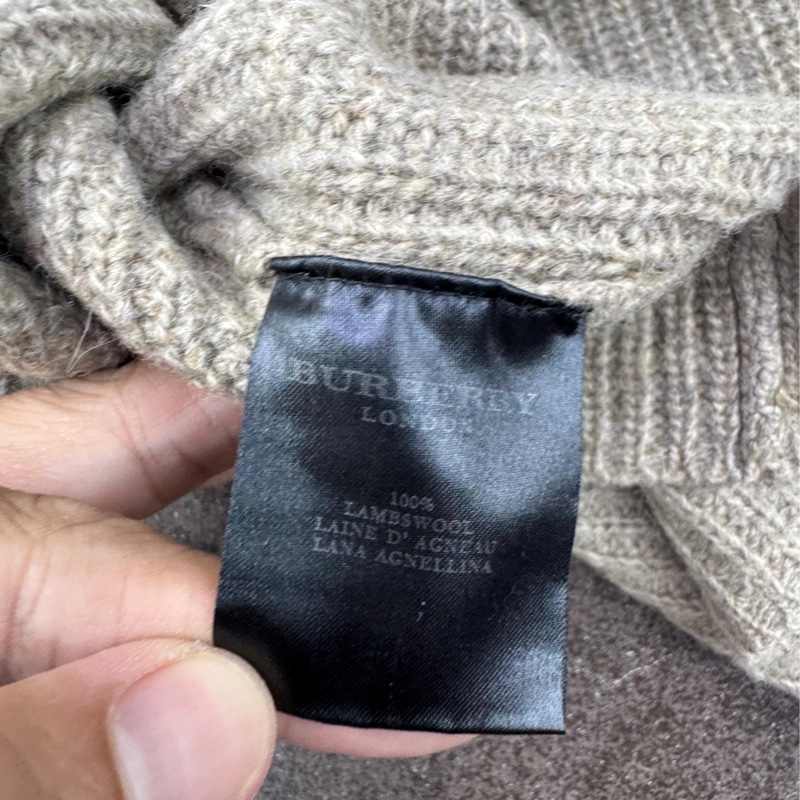 BURBERRY
LONDON
100%
LAMBSWOOL
LAINE D' AGNEAU
LANA AGNELLINA